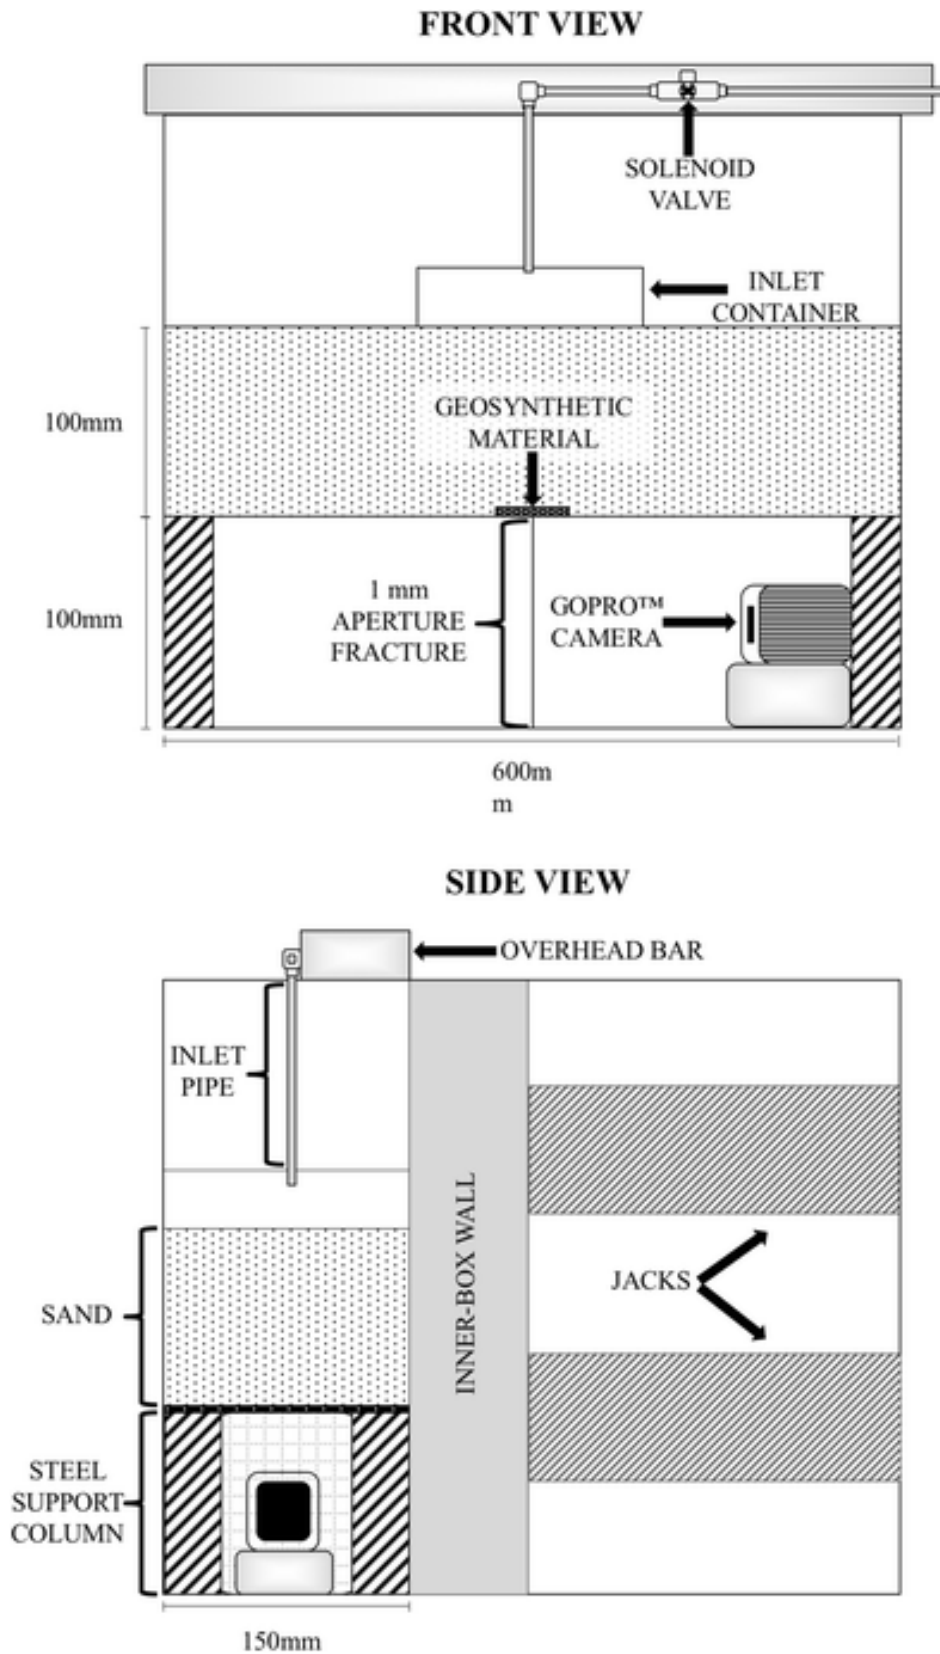 FRONT VIEW
SOLENOID
VALVE
INLET
CONTAINER
100mm
GEOSYNTHETIC
MATERIAL
100mm
1 mm
APERTURE
FRACTURE
GOPRO™
CAMERA
600m
m
SIDE VIEW
OVERHEAD BAR
INLET
PIPE
INNER-BOX WALL
JACKS
SAND
STEEL
SUPPORT
COLUMN
150mm